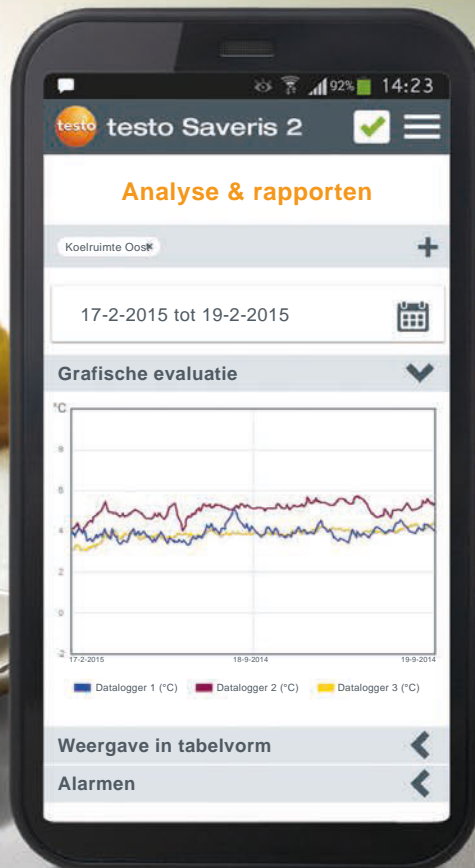 92% 14:23
testo testo Saveris 2
Analyse & rapporten
Koelruimte Oost
17-2-2015 tot 19-2-2015
Grafische evaluatie
°C
8
6
4
2
0
-2
17-2-2015 18-9-2014 19-9-2014
Datalogger 1 (°C) Datalogger 2 (°C) Datalogger 3 (°C)
Weergave in tabelvorm
Alarmen